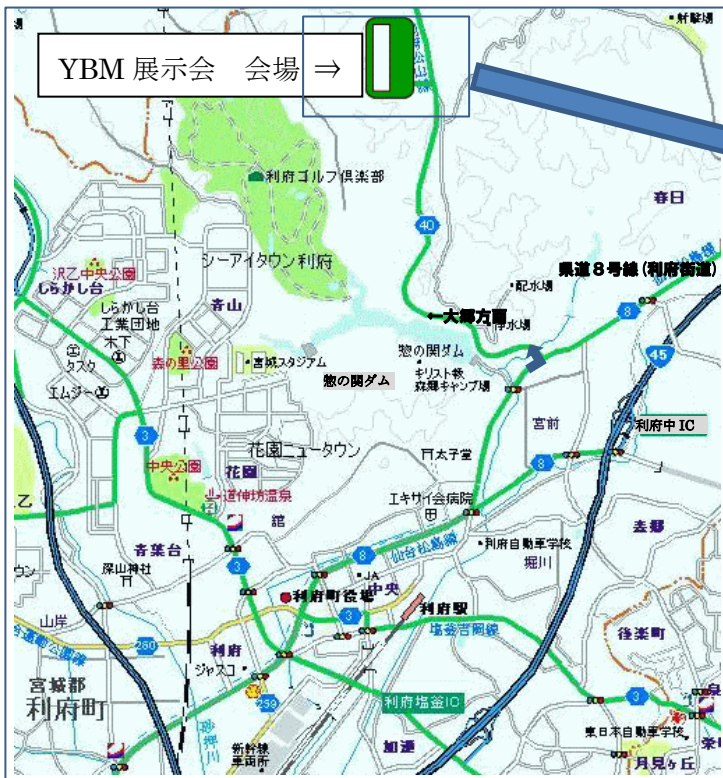 YBM 展示会 会場 ⇒
射撃場
利府ゴルフ倶楽部
春日
40
シーアイタウン利府
県道8号線(利府街道)
沢乙中央公園
しらかし台
しらかし台
工業団地
青山
配水場
8
←大郷方面
浄水場
木下
タスク
森の里公園
宮城スタジアム
惣の関ダム
キリスト教
森郷キャンプ場
45
エムジー
惣の関ダム
3
宮前
利府中IC
花園ニュータウン
太子堂
8
中央公園
花園
道伸坊温泉
エキサイ会病院
乙
館
青葉台
仙台松島線
利府自動車学校
堀川
深山神社
3
8
JA
中央
利府町役場
3
利府駅
山岸
260
利府
塩釜吉岡線
後楽町
ジャスコ
宮城郡
利府町
259
利府塩釜IC
3
砂押川
新幹線
車両所
加瀬
東日本自動車学校
月見ヶ丘